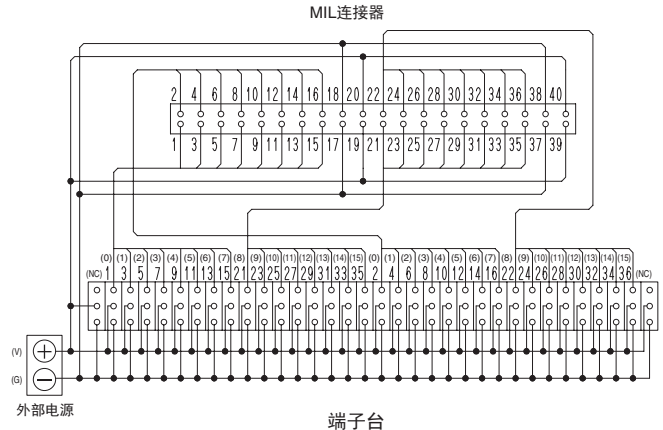 MIL连接器
2 4 6 8 10 12 14 16 18 20 22 24 26 28 30 32 34 36 38 40
1 3 5 7 9 11 13 15 17 19 21 23 25 27 29 31 33 35 37 39
(0) (1) (2) (3) (4) (5) (6) (7) (8) (9) (10) (11) (12) (13) (14) (15) (0) (1) (2) (3) (4) (5) (6) (7) (8) (9) (10) (11) (12) (13) (14) (15)
(NC) 1 3 5 7 9 11 13 15 21 23 25 27 29 31 33 35 2 4 6 8 10 12 14 16 22 24 26 28 30 32 34 36 (NC)
(V) +
(G) −
外部电源
端子台